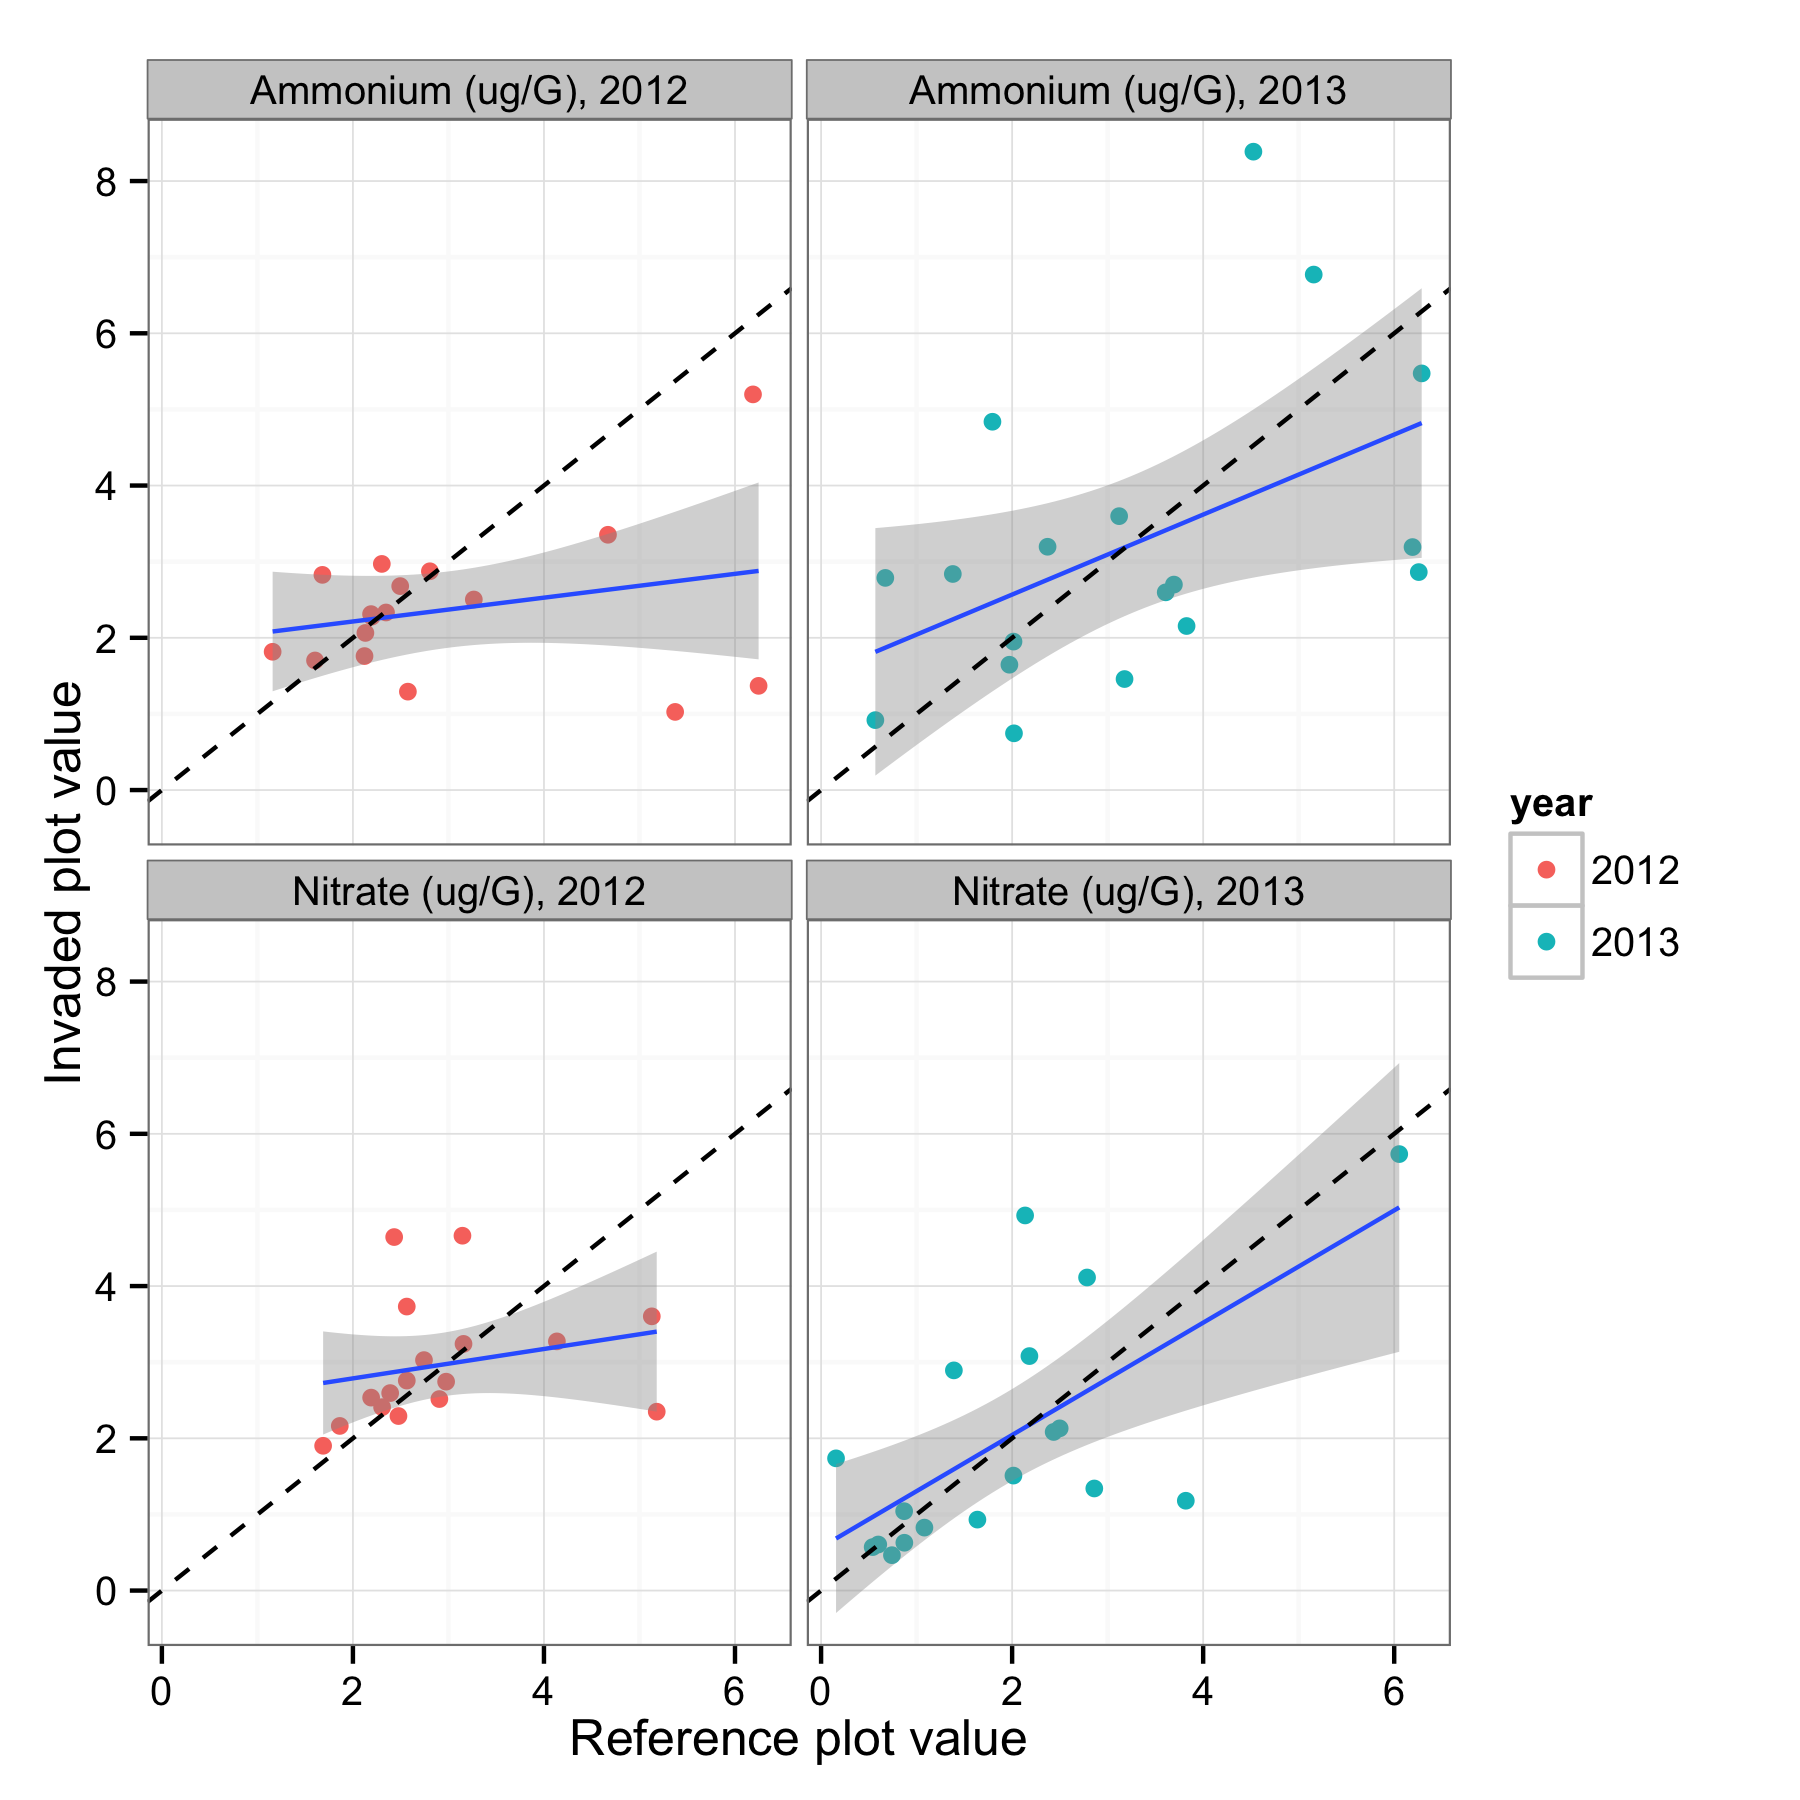 Ammonium (ug/G), 2012
Ammonium (ug/G), 2013
8
6
4
2
0
Invaded plot value
Nitrate (ug/G), 2012
Nitrate (ug/G), 2013
8
6
4
2
0
0 2 4 6
0 2 4 6
Reference plot value
year
2012
2013